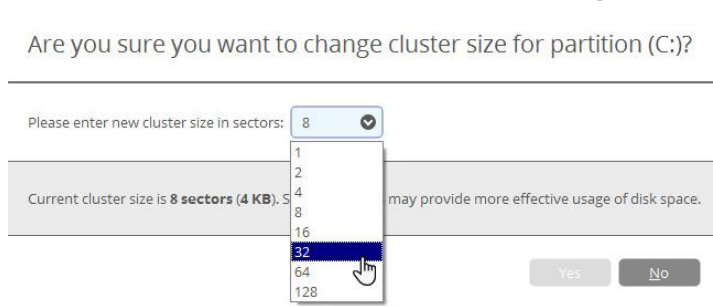 Are you sure you want to change cluster size for partition (C:)?
Please enter new cluster size in sectors: 8
1
2
4
8
16
32
64
128
Current cluster size is 8 sectors (4 KB). S may provide more effective usage of disk space.
Yes No